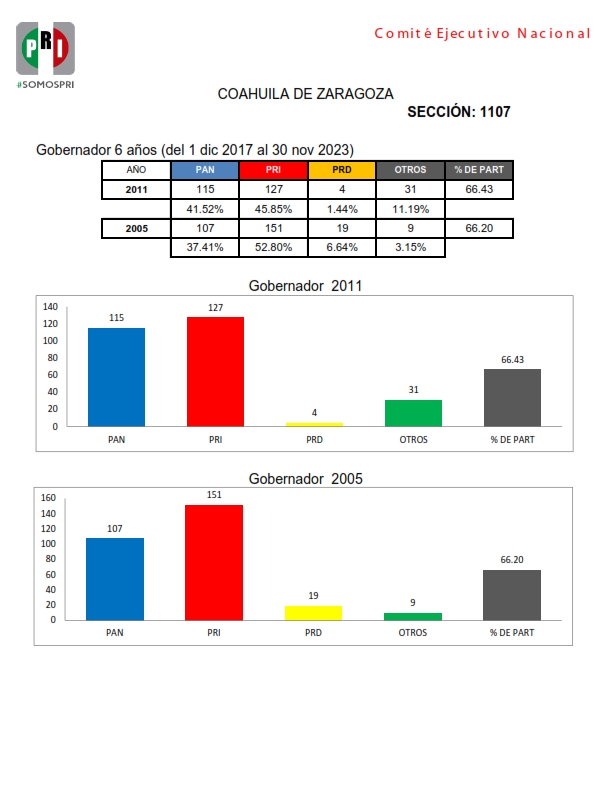 PRI
#SOMOSPRI
Comité Ejecutivo Nacional
COAHUILA DE ZARAGOZA
SECCIÓN: 1107
Gobernador 6 años (del 1 dic 2017 al 30 nov 2023)
AÑO PAN PRI PRD OTROS % DE PART
2011 115 127 4 31 66.43
41.52% 45.85% 1.44% 11.19%
2005 107 151 19 9 66.20
37.41% 52.80% 6.64% 3.15%
Gobernador 2011
140
120
100
80
60
40
20
0
115 127 4 31 66.43
PAN PRI PRD OTROS % DE PART
Gobernador 2005
160
140
120
100
80
60
40
20
0
107 151 19 9 66.20
PAN PRI PRD OTROS % DE PART